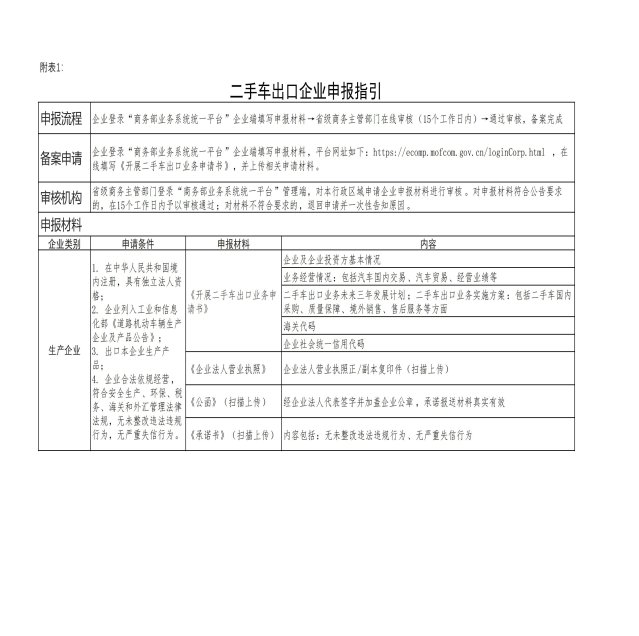 附表1:
二手车出口企业申报指引
申报流程
企业登录“商务部业务系统统一平台”企业端填写申报材料→省级商务主管部门在线审核（15个工作日内）→通过审核，备案完成
备案申请
企业登录“商务部业务系统统一平台”企业端填写申报材料，平台网址如下：https://ecomp.mofcom.gov.cn/loginCorp.html ，在
线填写《开展二手车出口业务申请书》，并上传相关申请材料。
审核机构
省级商务主管部门登录“商务部业务系统统一平台”管理端，对本行政区域申请企业申报材料进行审核。对申报材料符合公告要求
的，在15个工作日内予以审核通过；对材料不符合要求的，退回申请并一次性告知原因。
申报材料
企业类别 申请条件 申报材料 内容
生产企业
1. 在中华人民共和国境
内注册，具有独立法人资
格；
2. 企业列入工业和信息
化部《道路机动车辆生产
企业及产品公告》；
3. 出口本企业生产产
品；
4. 企业合法依规经营，
符合安全生产、环保、税
务、海关和外汇管理法律
法规，无未整改违法违规
行为，无严重失信行为。
《开展二手车出口业务申
请书》
企业及企业投资方基本情况
业务经营情况：包括汽车国内交易、汽车贸易、经营业绩等
二手车出口业务未来三年发展计划；二手车出口业务实施方案：包括二手车国内
采购、质量保障、境外销售、售后服务等方面
海关代码
企业社会统一信用代码
《企业法人营业执照》 企业法人营业执照正/副本复印件（扫描上传）
《公函》（扫描上传） 经企业法人代表签字并加盖企业公章，承诺报送材料真实有效
《承诺书》（扫描上传） 内容包括：无未整改违法违规行为、无严重失信行为